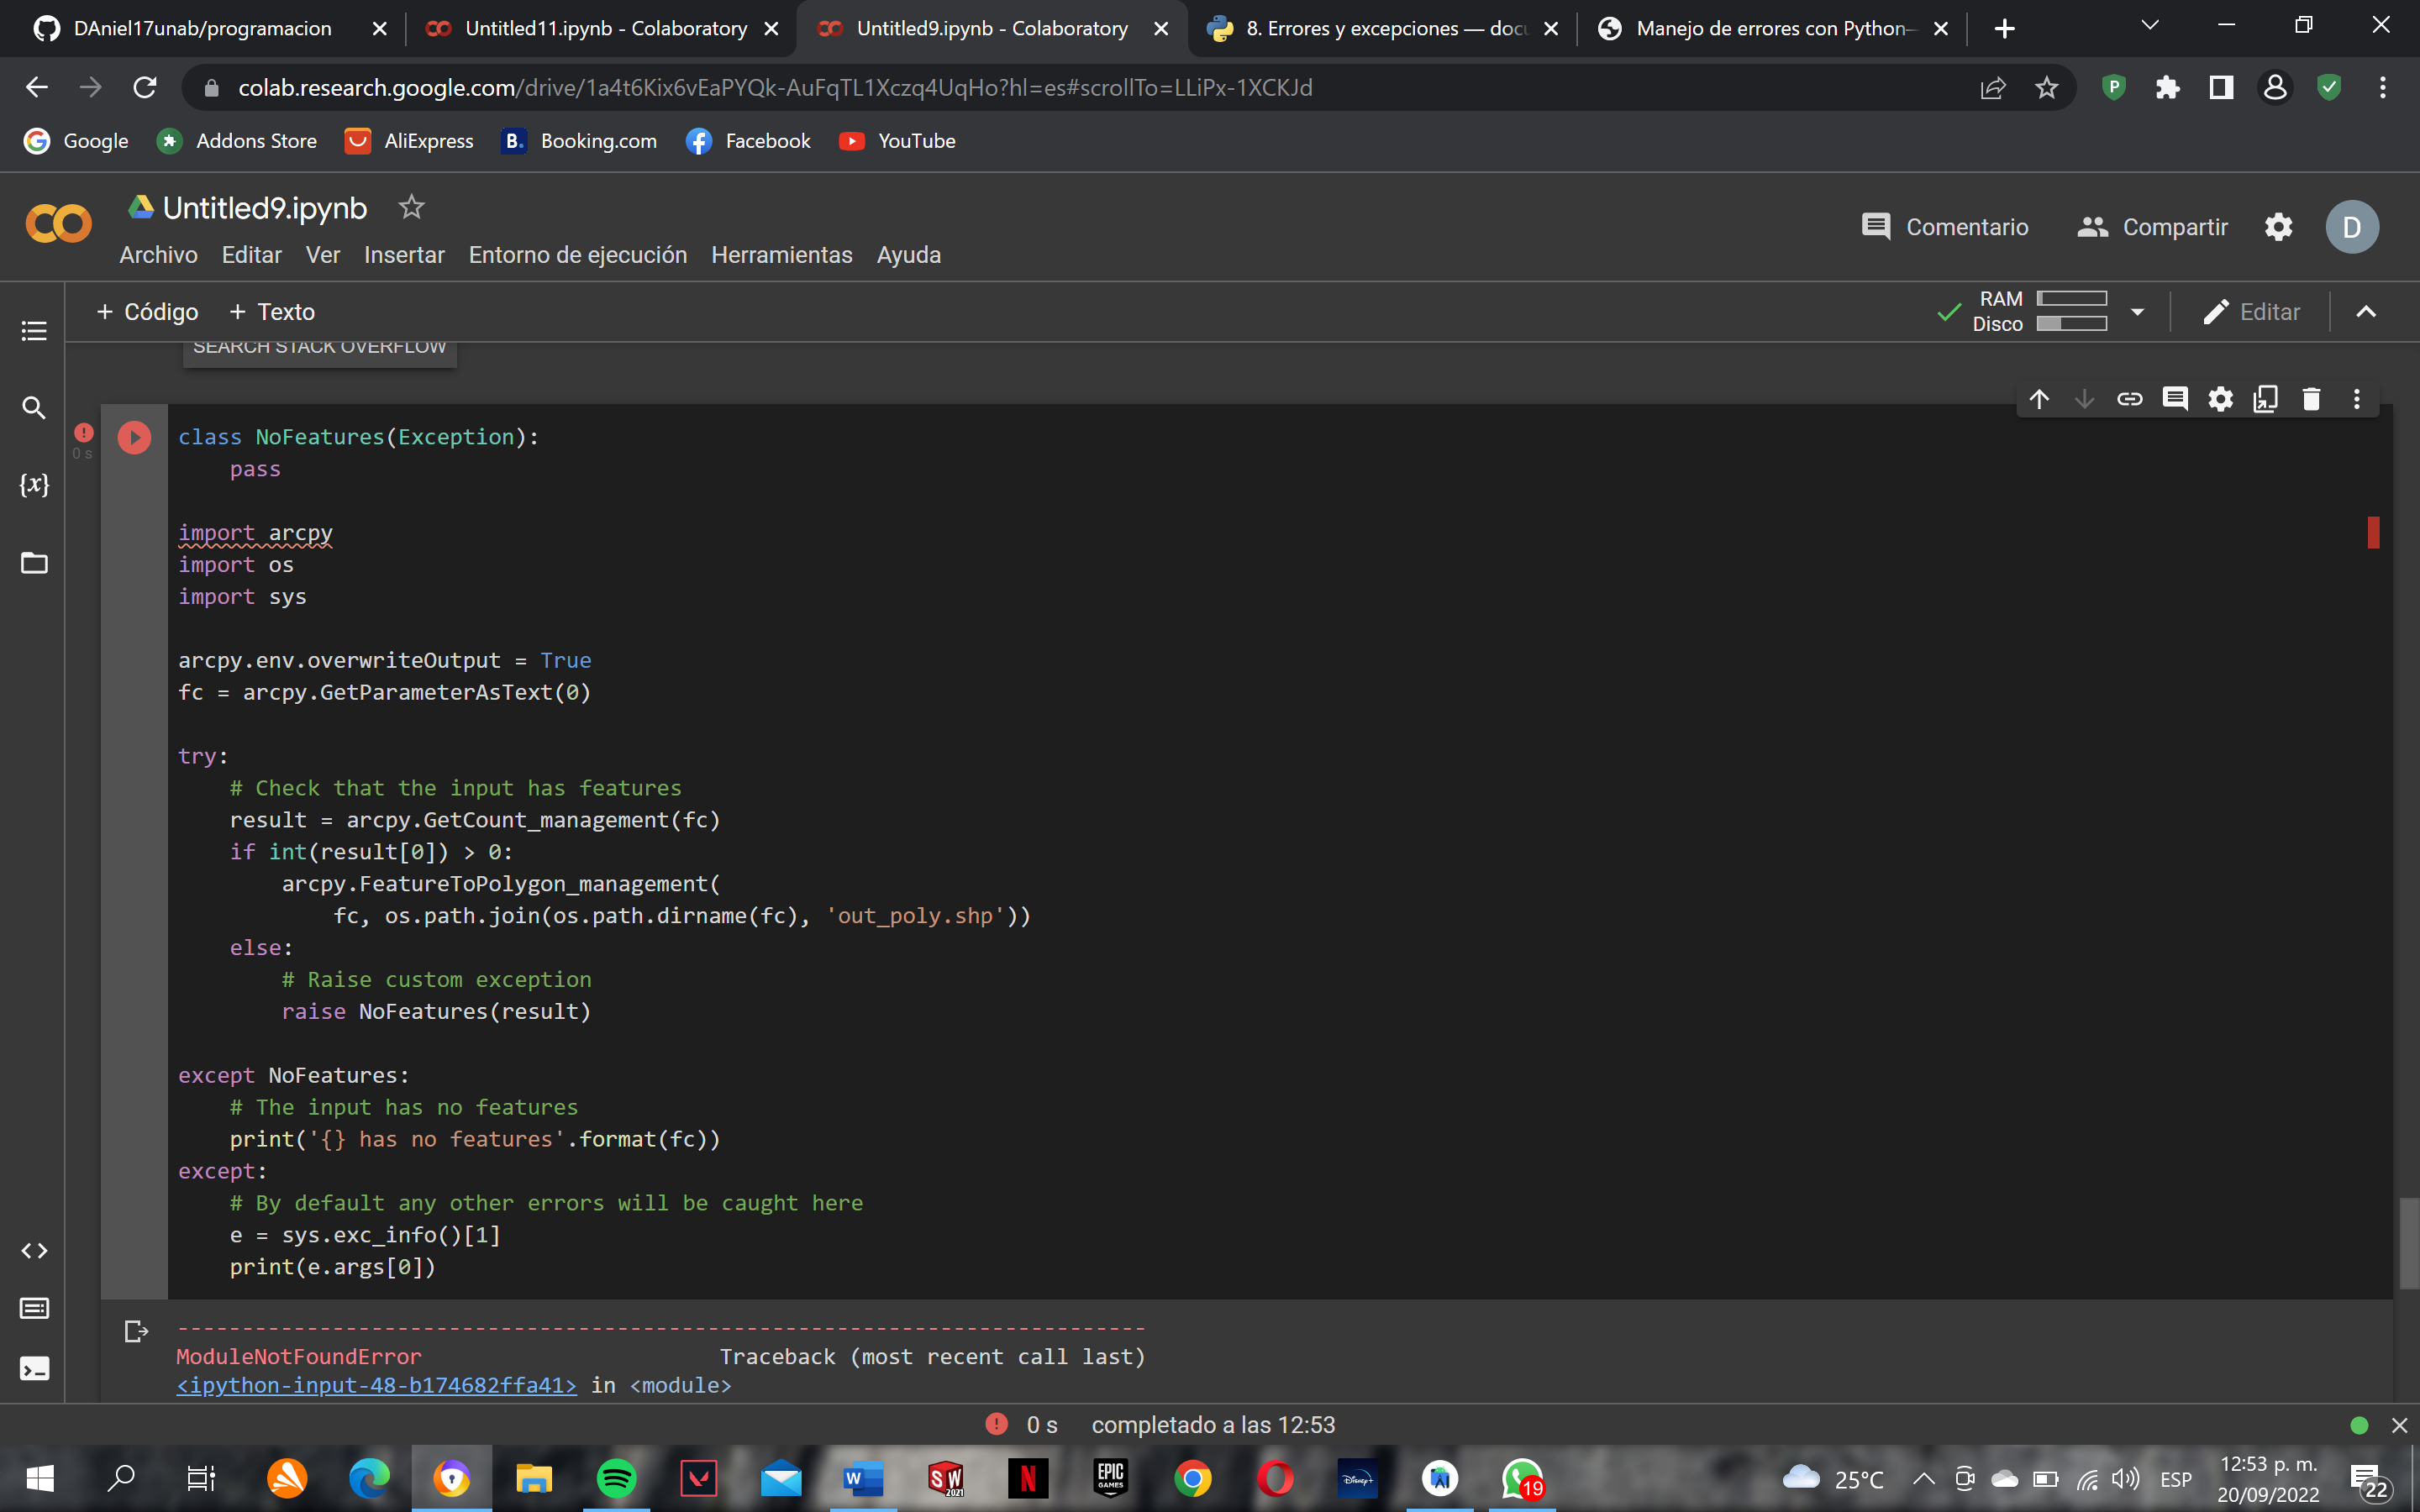 DAniel17unab/programacion
Untitled11.ipynb - Colaboratory
Untitled9.ipynb - Colaboratory
8. Errores y excepciones — docu
Manejo de errores con Python—
colab.research.google.com/drive/1a4t6Kix6vEaPYQk-AuFqTL1Xczq4UqHo?hl=es#scrollTo=LLiPx-1XCKJd
Google Addons Store AliExpress Booking.com Facebook YouTube
Untitled9.ipynb
Comentario Compartir D
Archivo Editar Ver Insertar Entorno de ejecución Herramientas Ayuda
+ Código + Texto
RAM
Disco
Editar
SEARCH STACK OVERFLOW
0 s
class NoFeatures(Exception):
    pass
import arcpy
import os
import sys
arcpy.env.overwriteOutput = True
fc = arcpy.GetParameterAsText(0)
try:
    # Check that the input has features
    result = arcpy.GetCount_management(fc)
    if int(result[0]) > 0:
        arcpy.FeatureToPolygon_management(
            fc, os.path.join(os.path.dirname(fc), 'out_poly.shp'))
    else:
        # Raise custom exception
        raise NoFeatures(result)
except NoFeatures:
    # The input has no features
    print('{} has no features'.format(fc))
except:
    # By default any other errors will be caught here
    e = sys.exc_info()[1]
    print(e.args[0])
---------------------------------------------------------------------------
ModuleNotFoundError                       Traceback (most recent call last)
<ipython-input-48-b174682ffa41> in <module>
0 s completado a las 12:53
25°C
ESP
12:53 p. m.
20/09/2022
22
19
SW
2021
EPIC
GAMES
Disney+